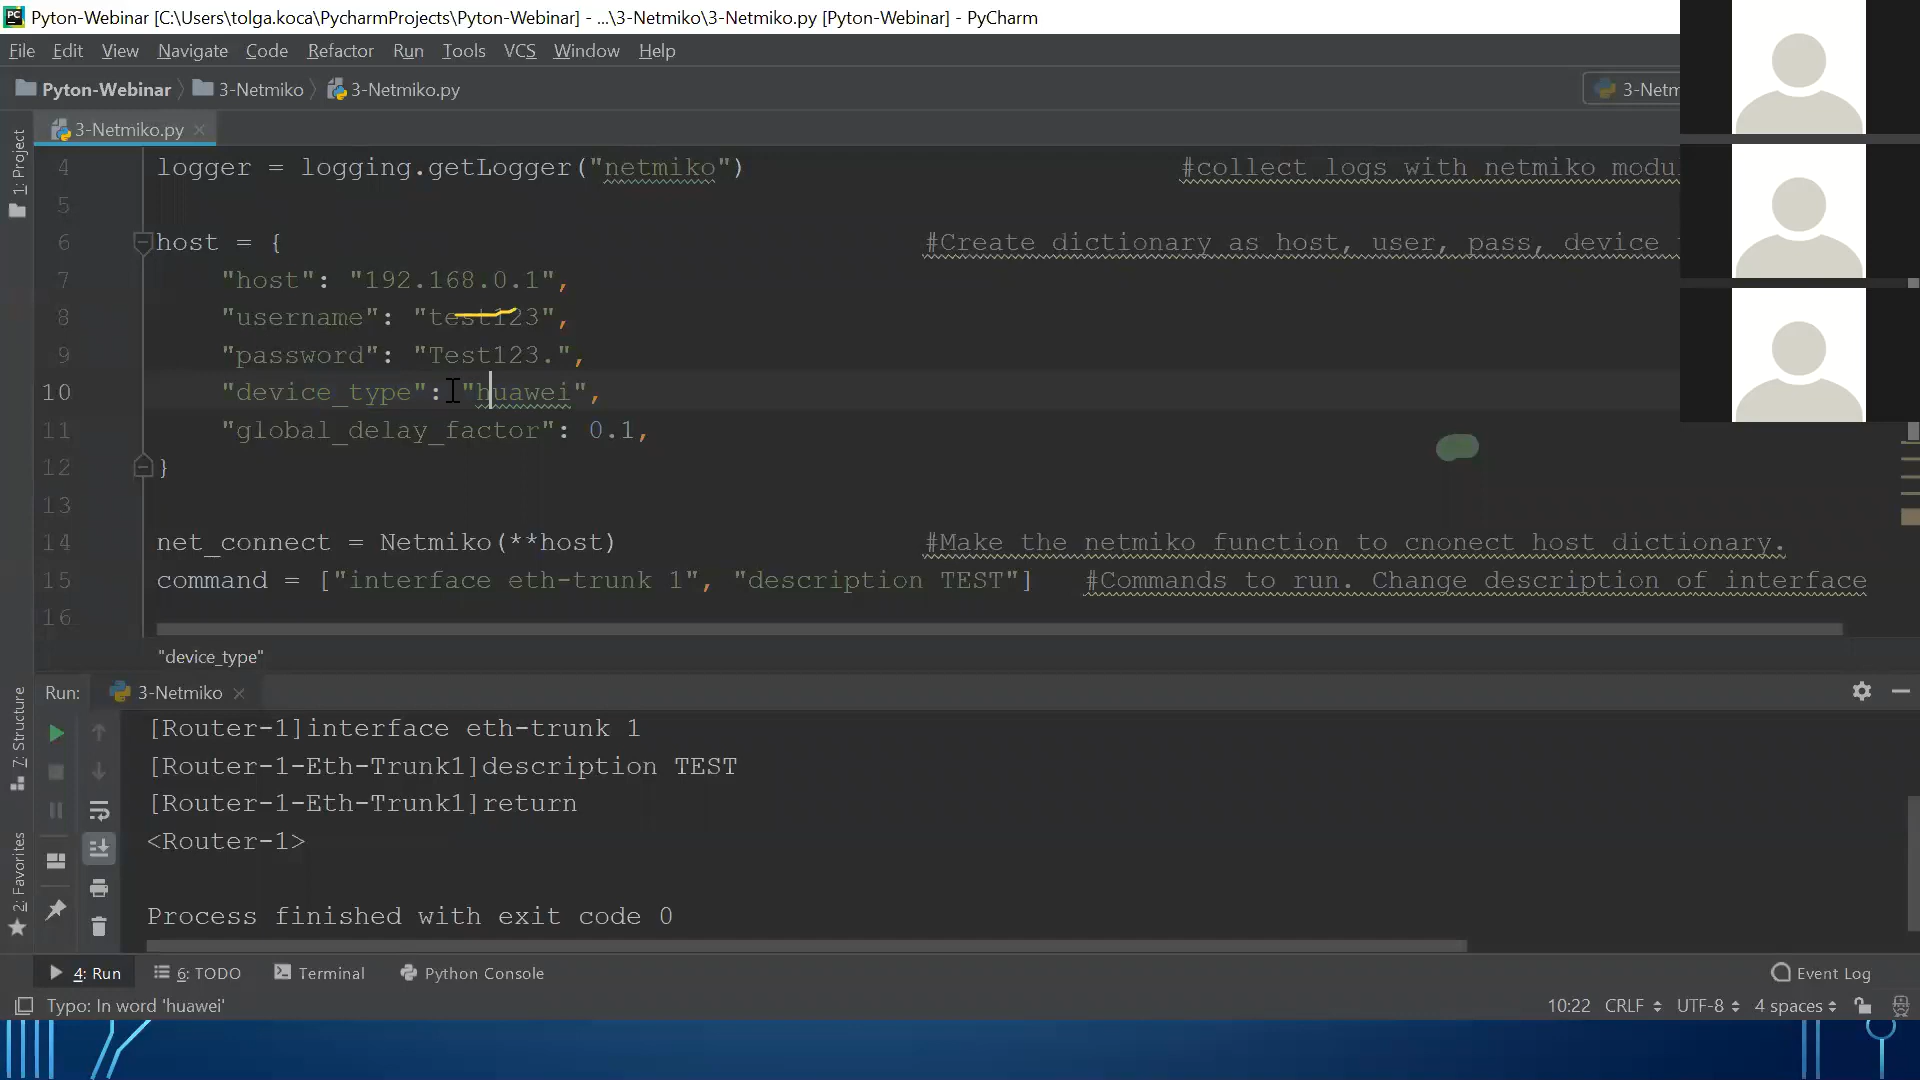 Pyton-Webinar [C:\Users\tolga.koca\PycharmProjects\Pyton-Webinar] - ...\3-Netmiko\3-Netmiko.py [Pyton-Webinar] - PyCharm
File Edit View Navigate Code Refactor Run Tools VCS Window Help
Pyton-Webinar 3-Netmiko 3-Netmiko.py 3-Netm
3-Netmiko.py
1: Project
4 logger = logging.getLogger("netmiko") #collect logs with netmiko modul
5
6 host = { #Create dictionary as host, user, pass, device
7 "host": "192.168.0.1",
8 "username": "test123",
9 "password": "Test123.",
10 "device_type": "huawei",
11 "global_delay_factor": 0.1,
12 }
13
14 net_connect = Netmiko(**host) #Make the netmiko function to cnonect host dictionary.
15 command = ["interface eth-trunk 1", "description TEST"] #Commands to run. Change description of interface
16
"device_type"
Run: 3-Netmiko
7: Structure
2: Favorites
[Router-1]interface eth-trunk 1
[Router-1-Eth-Trunk1]description TEST
[Router-1-Eth-Trunk1]return
<Router-1>
Process finished with exit code 0
4: Run 6: TODO Terminal Python Console Event Log
Typo: In word 'huawei' 10:22 CRLF UTF-8 4 spaces